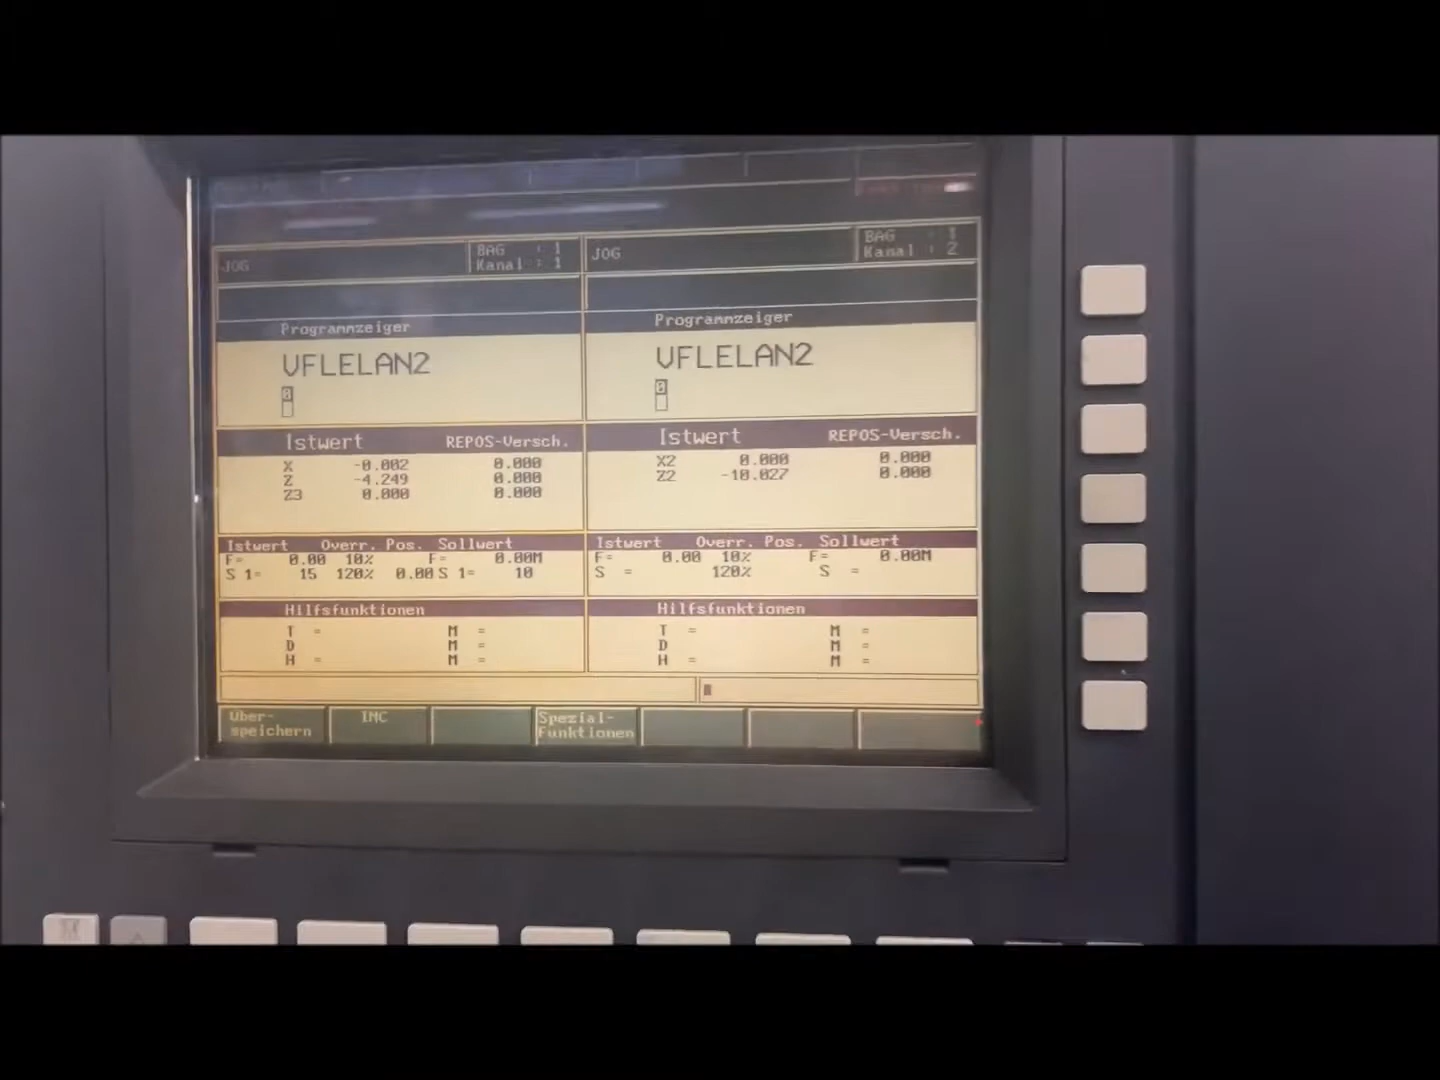 JOG BAG : 1 JOG BAG : 1
Kanal : 1 Kanal : 2
Programmzeiger Programmzeiger
VFLELAN2 VFLELAN2
0 0
Istwert REPOS-Versch. Istwert REPOS-Versch.
X -0.002 0.000 X2 0.000 0.000
Z -4.249 0.000 Z2 -10.027 0.000
Z3 0.000 0.000
Istwert Overr. Pos. Sollwert Istwert Overr. Pos. Sollwert
F= 0.00 10% F= 0.00M F= 0.00 10% F= 0.00M
S 1= 15 120% 0.00 S 1= 10 S = 120% S =
Hilfsfunktionen Hilfsfunktionen
T = M = T = M =
D M = D M =
H = M = H = M =
Über- INC Spezial-
speichern funktionen